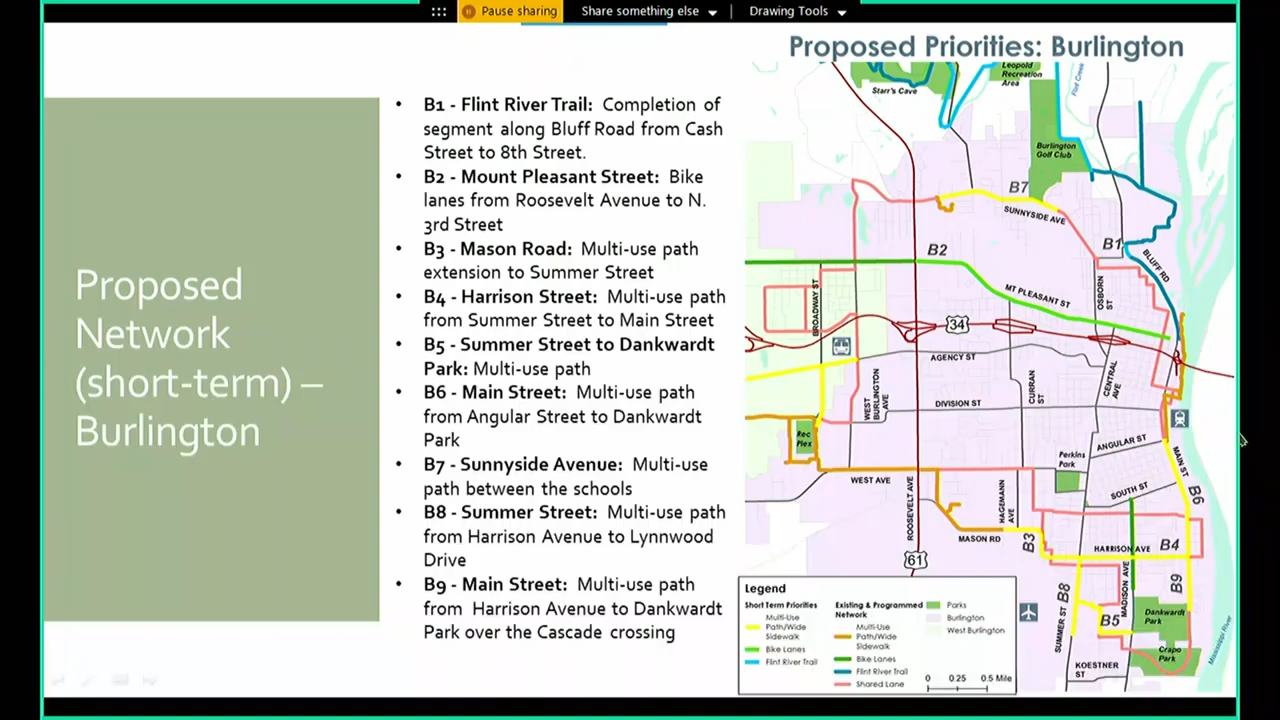 Pause sharing
Share something else
Drawing Tools
Proposed
Network
(short-term) –
Burlington
• B1 - Flint River Trail: Completion of
segment along Bluff Road from Cash
Street to 8th Street.
• B2 - Mount Pleasant Street: Bike
lanes from Roosevelt Avenue to N.
3rd Street
• B3 - Mason Road: Multi-use path
extension to Summer Street
• B4 - Harrison Street: Multi-use path
from Summer Street to Main Street
• B5 - Summer Street to Dankwardt
Park: Multi-use path
• B6 - Main Street: Multi-use path
from Angular Street to Dankwardt
Park
• B7 - Sunnyside Avenue: Multi-use
path between the schools
• B8 - Summer Street: Multi-use path
from Harrison Avenue to Lynnwood
Drive
• B9 - Main Street: Multi-use path
from Harrison Avenue to Dankwardt
Park over the Cascade crossing
Proposed Priorities: Burlington
Leopold
Recreation
Area
Starr's Cave
Flint Creek
Burlington
Golf Club
B7
SUNNYSIDE AVE
B1
B2
BLUFF RD
MT PLEASANT ST
OSBORN
ST
BROADWAY ST
34
AGENCY ST
CENTRAL
AVE
WEST
BURLINGTON
AVE
CURRAN
ST
DIVISION ST
Rec
Plex
ANGULAR ST
MAIN ST
Perkins
Park
WEST AVE
SOUTH ST
B6
ROOSEVELT AVE
HAGEMANN
AVE
MASON RD
B3
HARRISON AVE
B4
61
B8
MADISON AVE
B9
SUMMER ST
B5
Dankwardt
Park
Crapo
Park
KOESTNER
ST
Mississippi River
Legend
Short Term Priorities
Multi-Use
Path/Wide
Sidewalk
Bike Lanes
Flint River Trail
Existing & Programmed
Network
Multi-Use
Path/Wide
Sidewalk
Bike Lanes
Flint River Trail
Shared Lane
Parks
Burlington
West Burlington
0 0.25 0.5 Mile